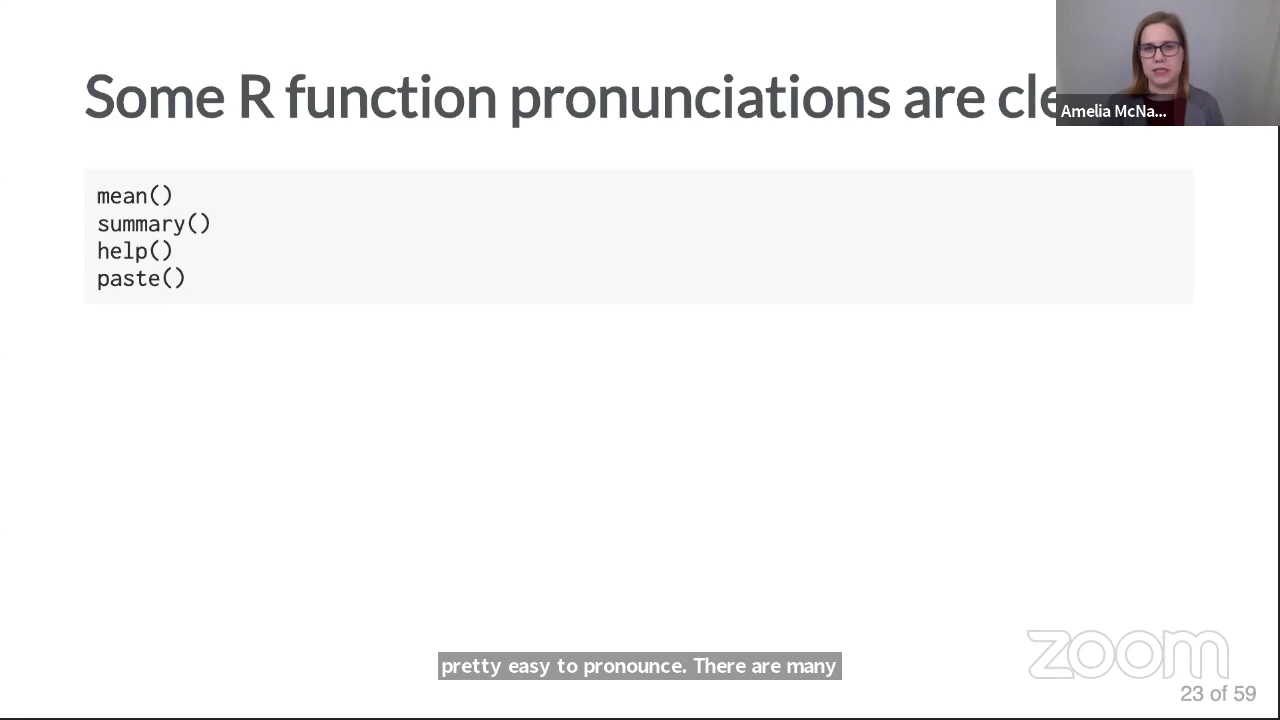 Some R function pronunciations are cle
Amelia McNa...
mean()
summary()
help()
paste()
pretty easy to pronounce. There are many
zoom
23 of 59